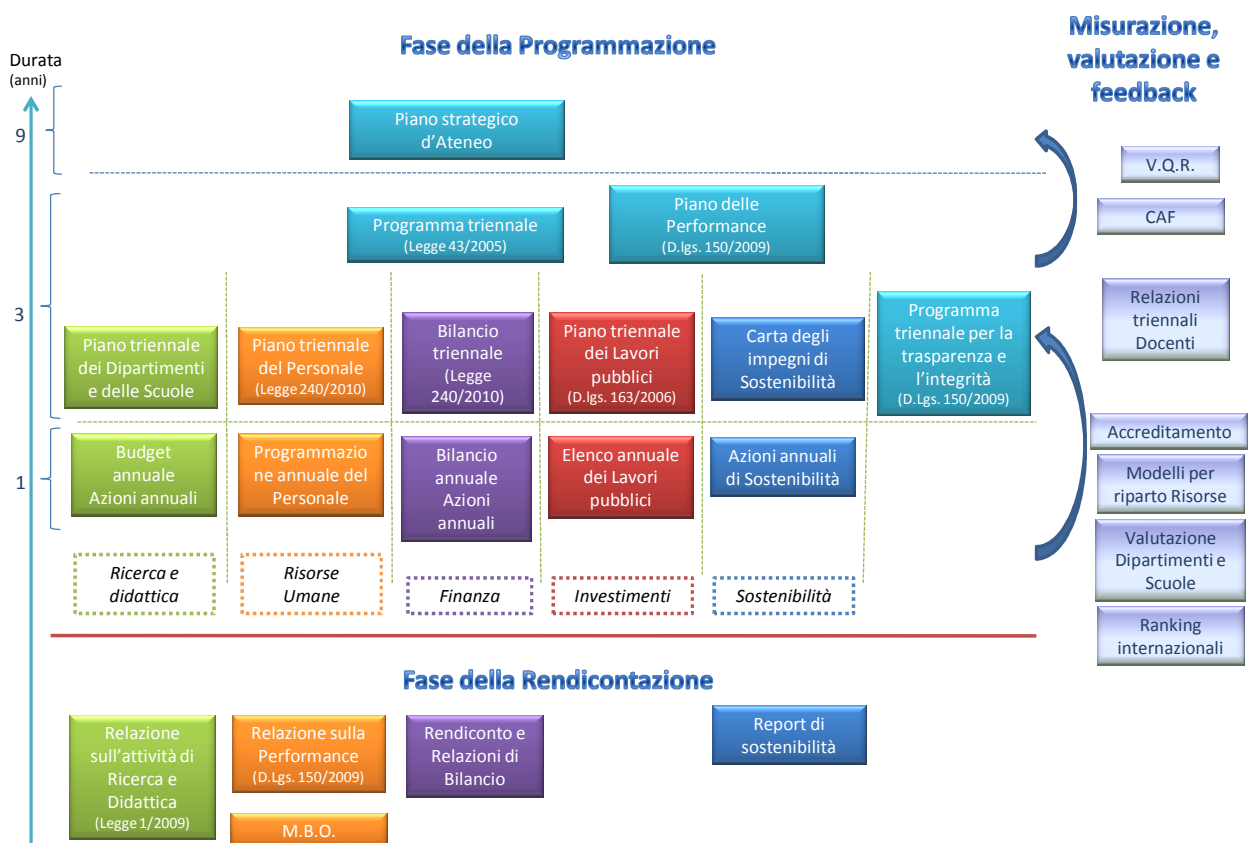 Fase della Programmazione
Misurazione,
valutazione e
feedback
Durata
(anni)
9
Piano strategico
d'Ateneo
V.Q.R.
CAF
Programma triennale
(Legge 43/2005)
Piano delle
Performance
(D.lgs. 150/2009)
3
Piano triennale
dei Dipartimenti
e delle Scuole
Piano triennale
del Personale
(Legge 240/2010)
Bilancio
triennale
(Legge
240/2010)
Piano triennale
dei Lavori
pubblici
(D.lgs. 163/2006)
Carta degli
impegni di
Sostenibilità
Programma
triennale per la
trasparenza e
l'integrità
(D.Lgs. 150/2009)
Relazioni
triennali
Docenti
1
Budget
annuale
Azioni annuali
Programmazio
ne annuale del
Personale
Bilancio
annuale
Azioni
annuali
Elenco annuale
dei Lavori
pubblici
Azioni annuali
di Sostenibilità
Accreditamento
Modelli per
riparto Risorse
Valutazione
Dipartimenti e
Scuole
Ranking
internazionali
Ricerca e
didattica
Risorse
Umane
Finanza
Investimenti
Sostenibilità
Fase della Rendicontazione
Relazione
sull'attività di
Ricerca e
Didattica
(Legge 1/2009)
Relazione sulla
Performance
(D.Lgs. 150/2009)
M.B.O.
Rendiconto e
Relazioni di
Bilancio
Report di
sostenibilità